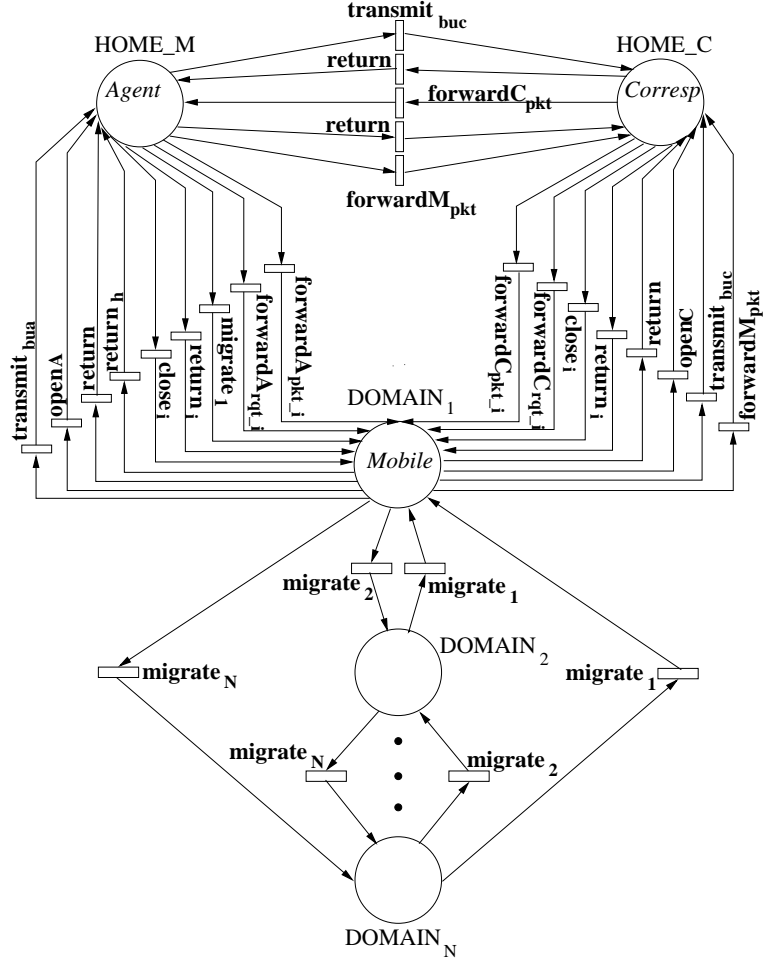 transmit buc
HOME_M
HOME_C
return
Agent
Corresp
forwardC pkt
return
forwardM pkt
transmit bua
openA
return
return h
close i
return i
migrate 1
forwardA rqt_i
forwardA pkt_i
forwardC pkt_i
forwardC rqt_i
close i
return i
return
openC
transmit buc
forwardM pkt
DOMAIN 1
Mobile
migrate 2
migrate 1
DOMAIN 2
migrate N
migrate 1
migrate N
migrate 2
DOMAIN N